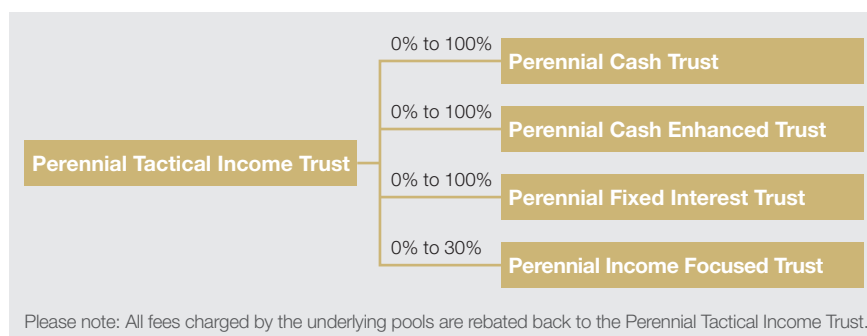 0% to 100%
Perennial Cash Trust
0% to 100%
Perennial Cash Enhanced Trust
Perennial Tactical Income Trust
0% to 100%
Perennial Fixed Interest Trust
0% to 30%
Perennial Income Focused Trust
Please note: All fees charged by the underlying pools are rebated back to the Perennial Tactical Income Trust.